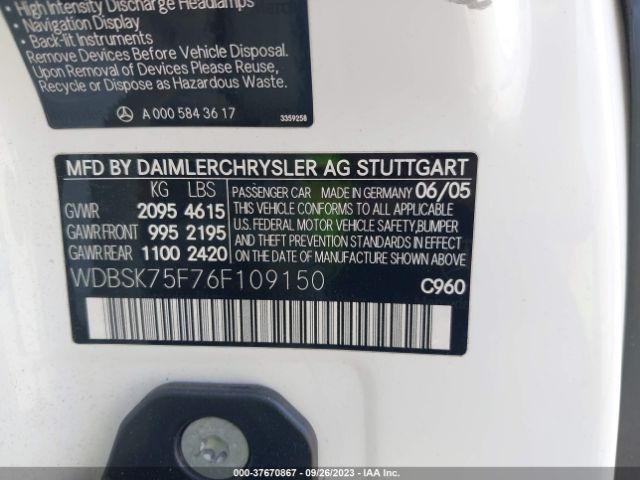 · High Intensity Discharge Headlamps
· Navigation Display
· Back-lit Instruments
Remove Devices Before Vehicle Disposal.
Upon Removal of Devices Please Reuse,
Recycle or Dispose as Hazardous Waste.
A 000 584 36 17
3359258
MFD BY DAIMLERCHRYSLER AG STUTTGART
KG LBS
GVWR 2095 4615
GAWR FRONT 995 2195
GAWR REAR 1100 2420
PASSENGER CAR MADE IN GERMANY 06/05
THIS VEHICLE CONFORMS TO ALL APPLICABLE
U.S. FEDERAL MOTOR VEHICLE SAFETY,BUMPER
AND THEFT PREVENTION STANDARDS IN EFFECT
ON THE DATE OF MANUFACTURE SHOWN ABOVE.
WDBSK75F76F109150
C960
000-37670867 - 09/26/2023 - IAA Inc.